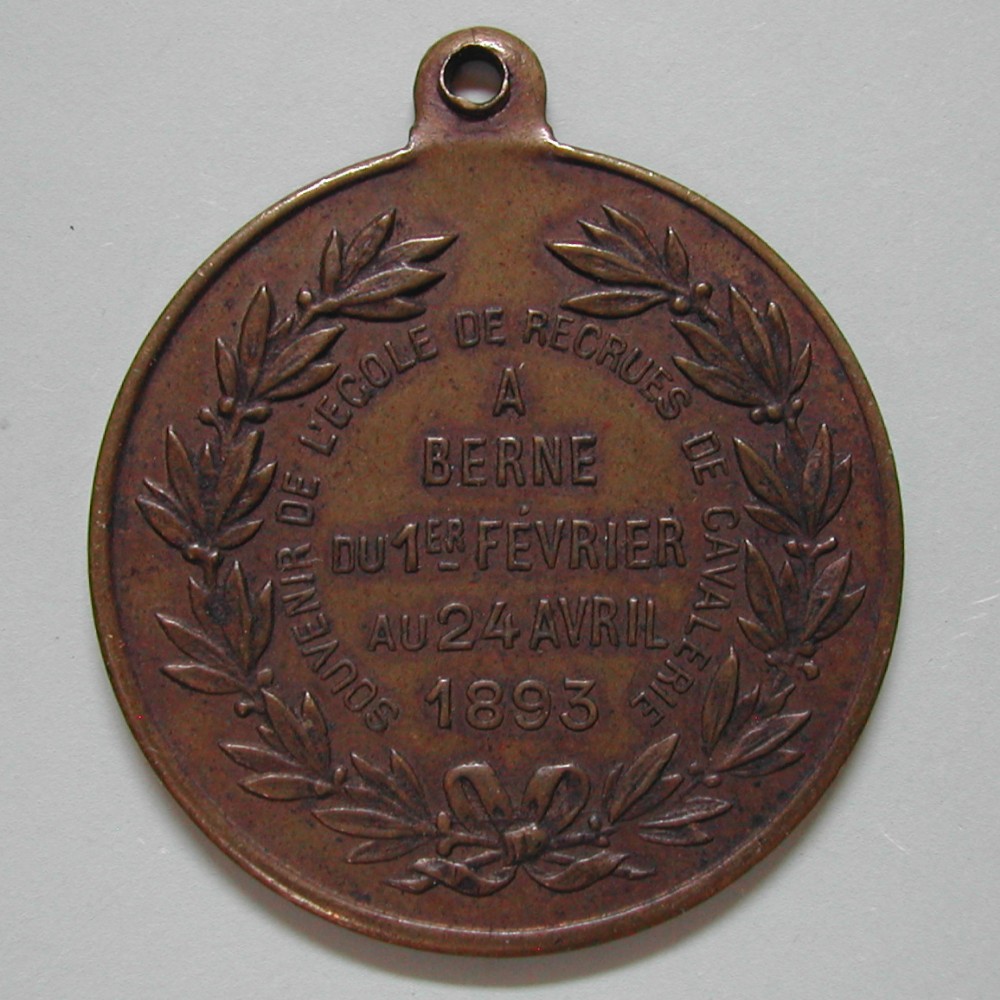 SOUVENIR DE L'ECOLE DE RECRUES DE CAVALERIE
A
BERNE
DU 1ER FÉVRIER
AU 24 AVRIL
1893